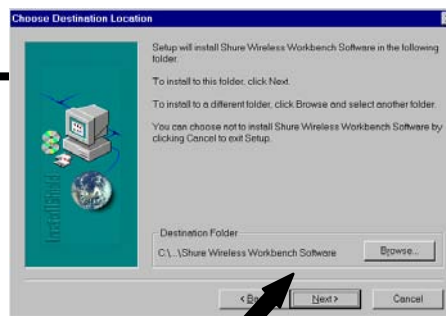 Choose Destination Location
Setup will install Shure Wireless Workbench Software in the following
folder.
To install to this folder, click Next.
To install to a different folder, click Browse and select another folder.
You can choose not to install Shure Wireless Workbench Software by
clicking Cancel to exit Setup.
InstallShield
Destination Folder
C:\...\Shure Wireless Workbench Software
Browse...
< Ba
Next >
Cancel